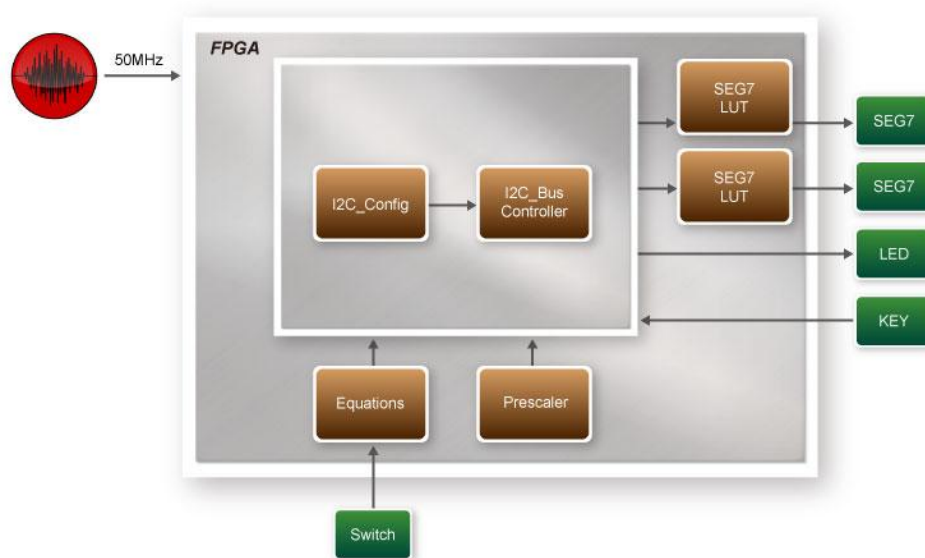 FPGA
50MHz
SEG7
LUT
SEG7
SEG7
LUT
SEG7
I2C_Config
I2C_Bus
Controller
LED
KEY
Equations
Prescaler
Switch